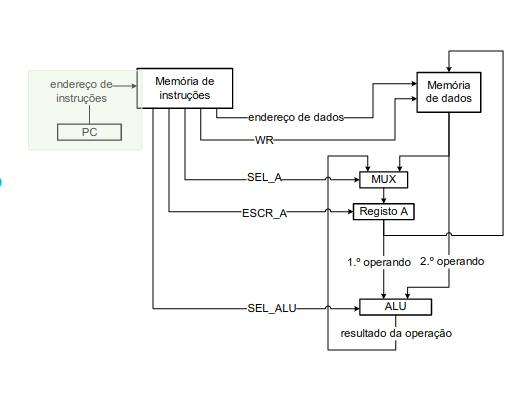 endereço de
instruções
PC
Memória de
instruções
Memória
de dados
endereço de dados
WR
SEL_A
MUX
ESCR_A
Registo A
1.º operando
2.º operando
SEL_ALU
ALU
resultado da operação